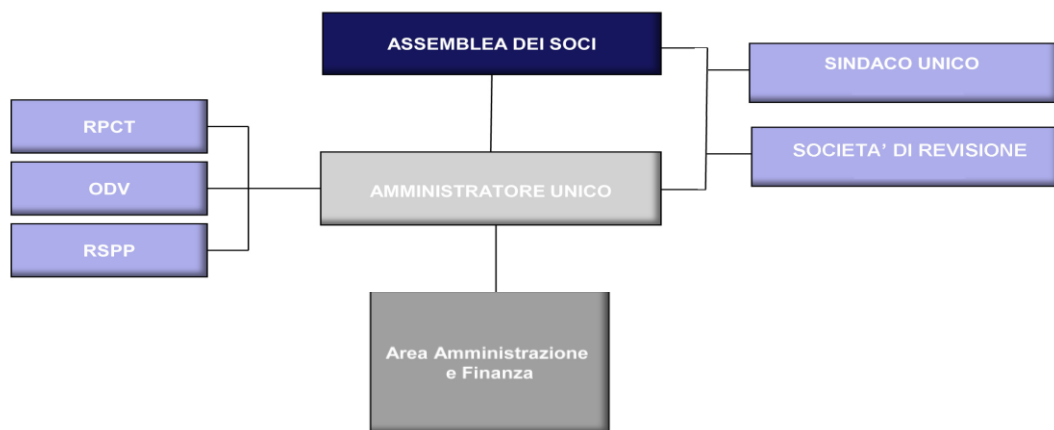 ASSEMBLEA DEI SOCI
SINDACO UNICO
RPCT
SOCIETA' DI REVISIONE
ODV
AMMINISTRATORE UNICO
RSPP
Area Amministrazione
e Finanza